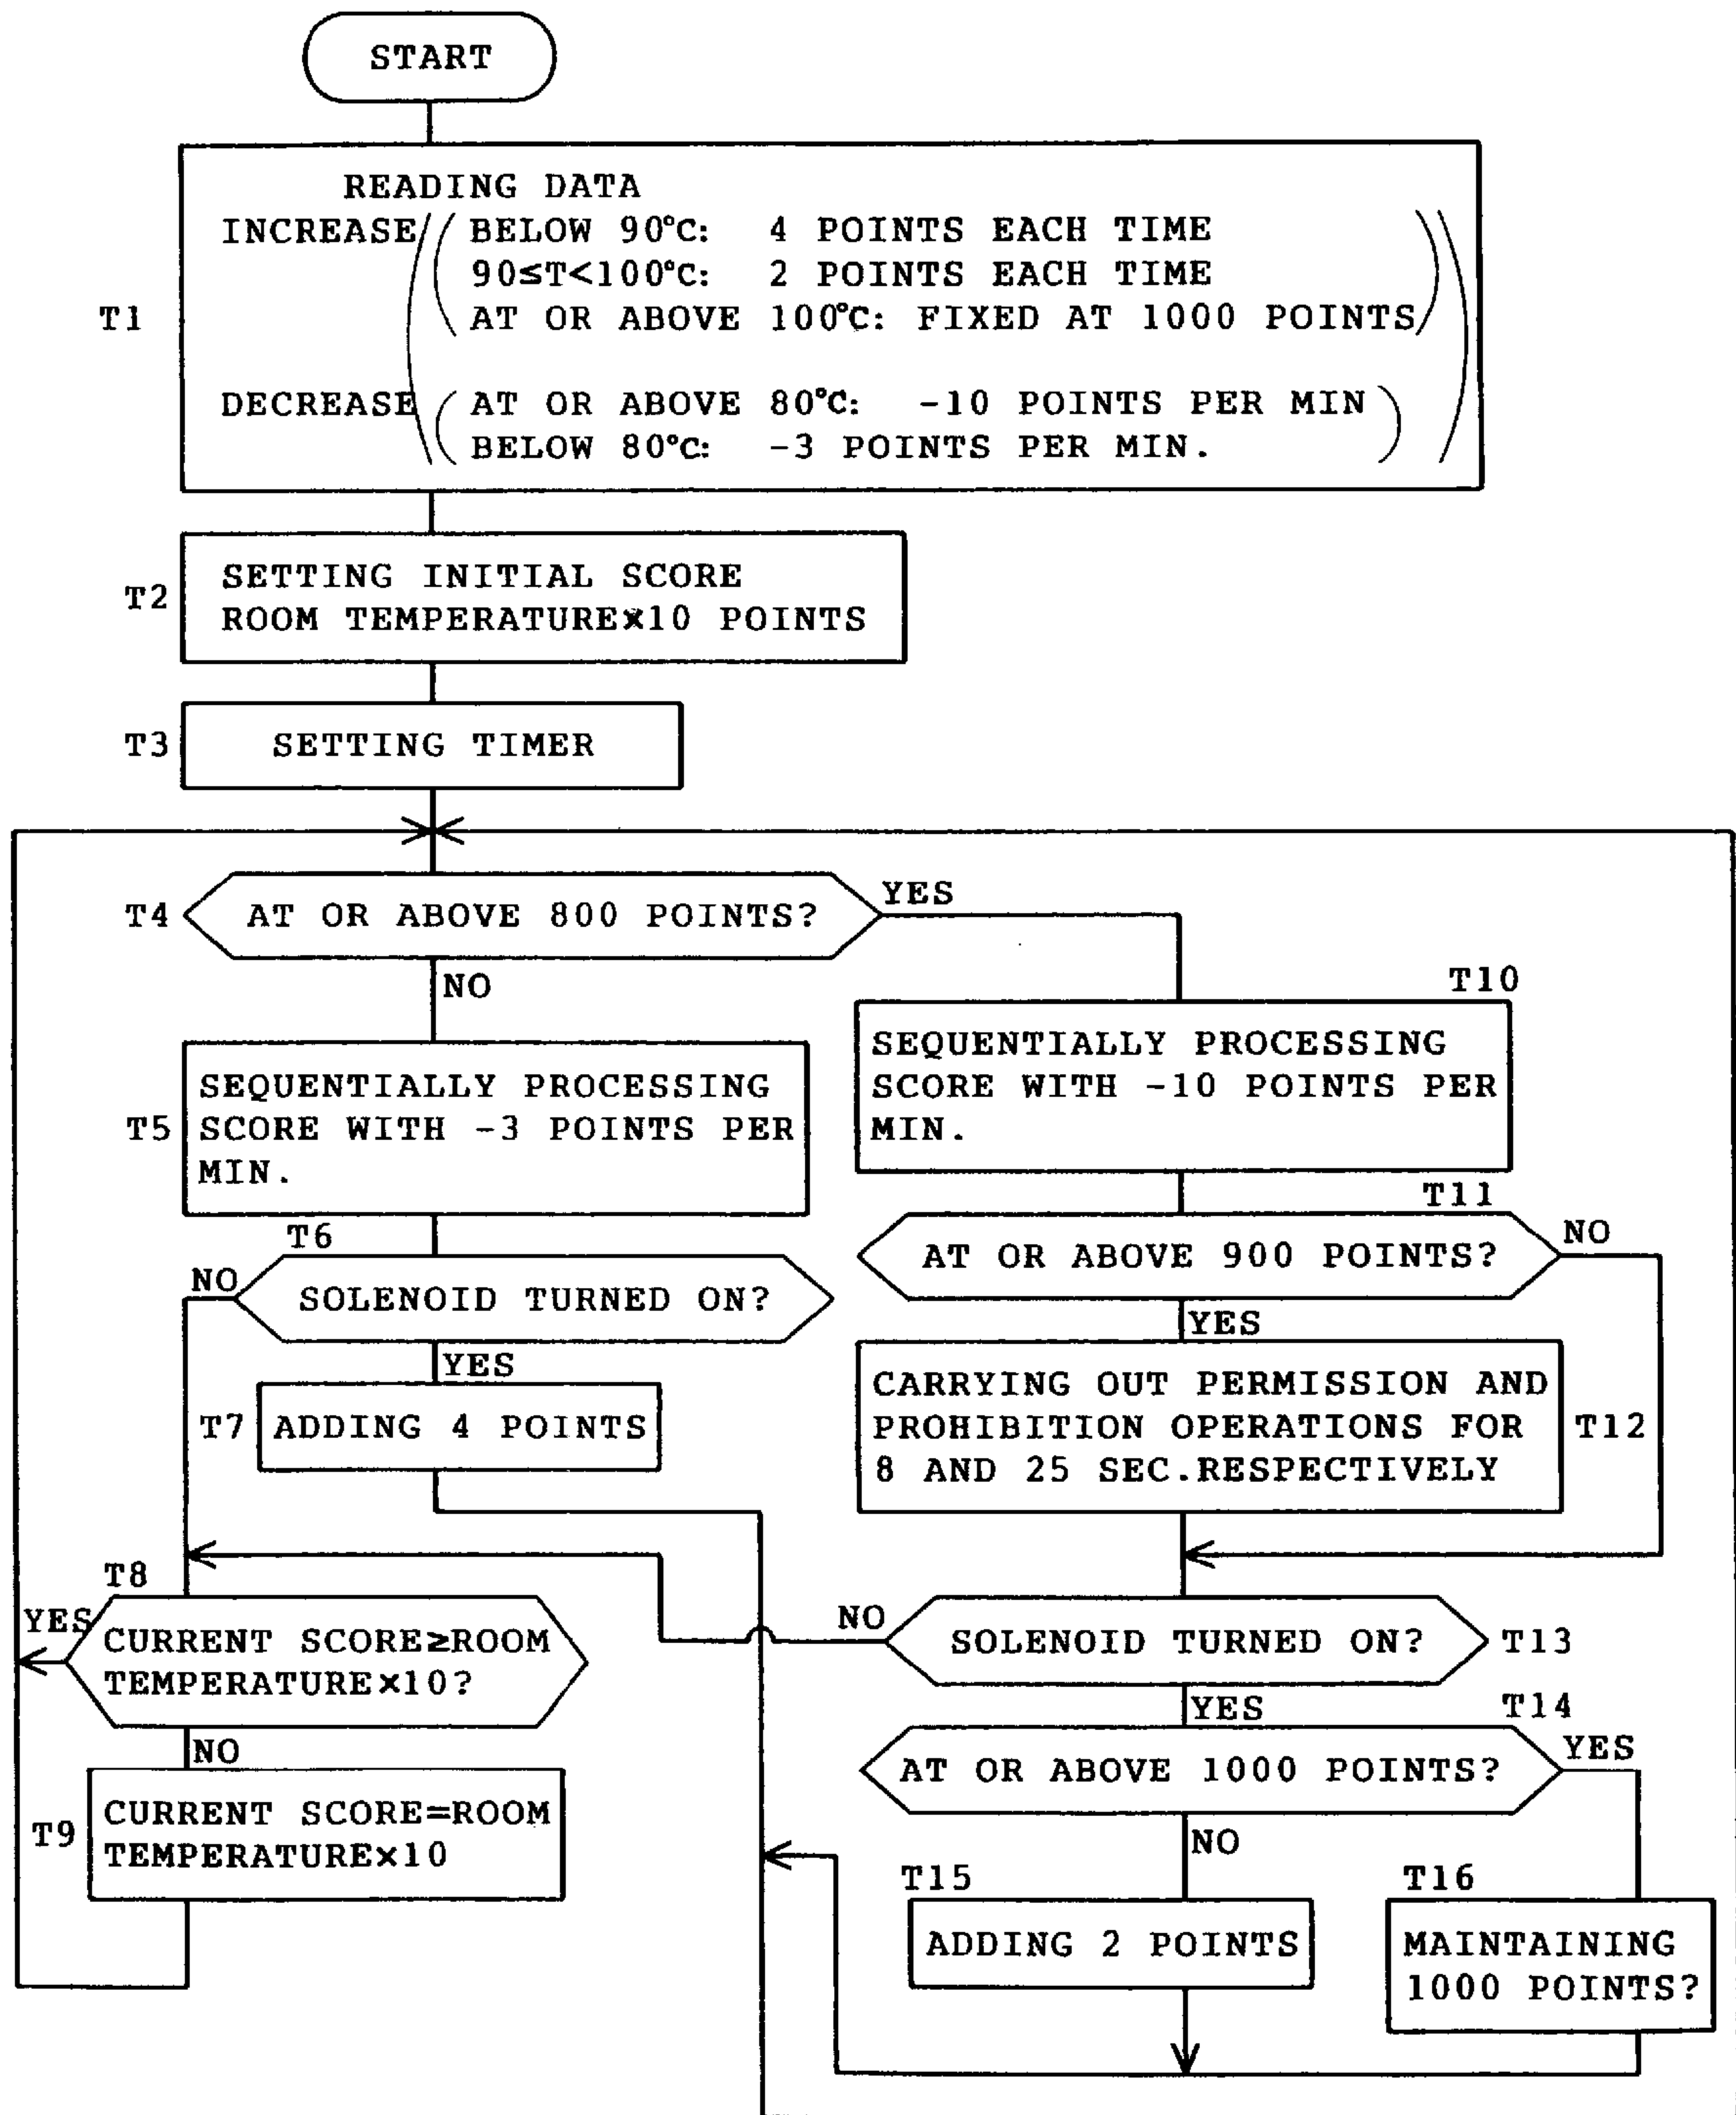 START
READING DATA
INCREASE
BELOW 90℃: 4 POINTS EACH TIME
90≤T<100℃: 2 POINTS EACH TIME
AT OR ABOVE 100℃: FIXED AT 1000 POINTS
T1
DECREASE
AT OR ABOVE 80℃: -10 POINTS PER MIN
BELOW 80℃: -3 POINTS PER MIN.
T2
SETTING INITIAL SCORE
ROOM TEMPERATURE×10 POINTS
T3
SETTING TIMER
T4
AT OR ABOVE 800 POINTS?
YES
NO
T10
SEQUENTIALLY PROCESSING
SCORE WITH -10 POINTS PER
MIN.
T5
SEQUENTIALLY PROCESSING
SCORE WITH -3 POINTS PER
MIN.
T11
AT OR ABOVE 900 POINTS?
NO
YES
T6
SOLENOID TURNED ON?
NO
YES
T7
ADDING 4 POINTS
CARRYING OUT PERMISSION AND
PROHIBITION OPERATIONS FOR
8 AND 25 SEC.RESPECTIVELY
T12
T8
YES
CURRENT SCORE≥ROOM
TEMPERATURE×10?
NO
NO
SOLENOID TURNED ON?
T13
YES
T14
AT OR ABOVE 1000 POINTS?
YES
NO
T9
CURRENT SCORE=ROOM
TEMPERATURE×10
T15
ADDING 2 POINTS
T16
MAINTAINING
1000 POINTS?